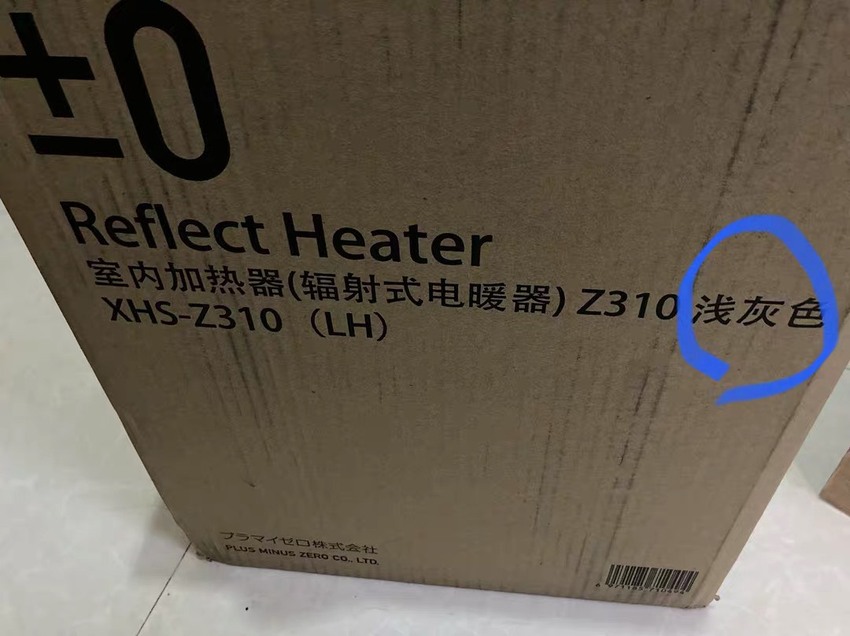 ±0
Reflect Heater
室内加热器(辐射式电暖器) Z310 浅灰色
XHS-Z310 (LH)
プラマイゼロ株式会社
PLUS MINUS ZERO CO., LTD.